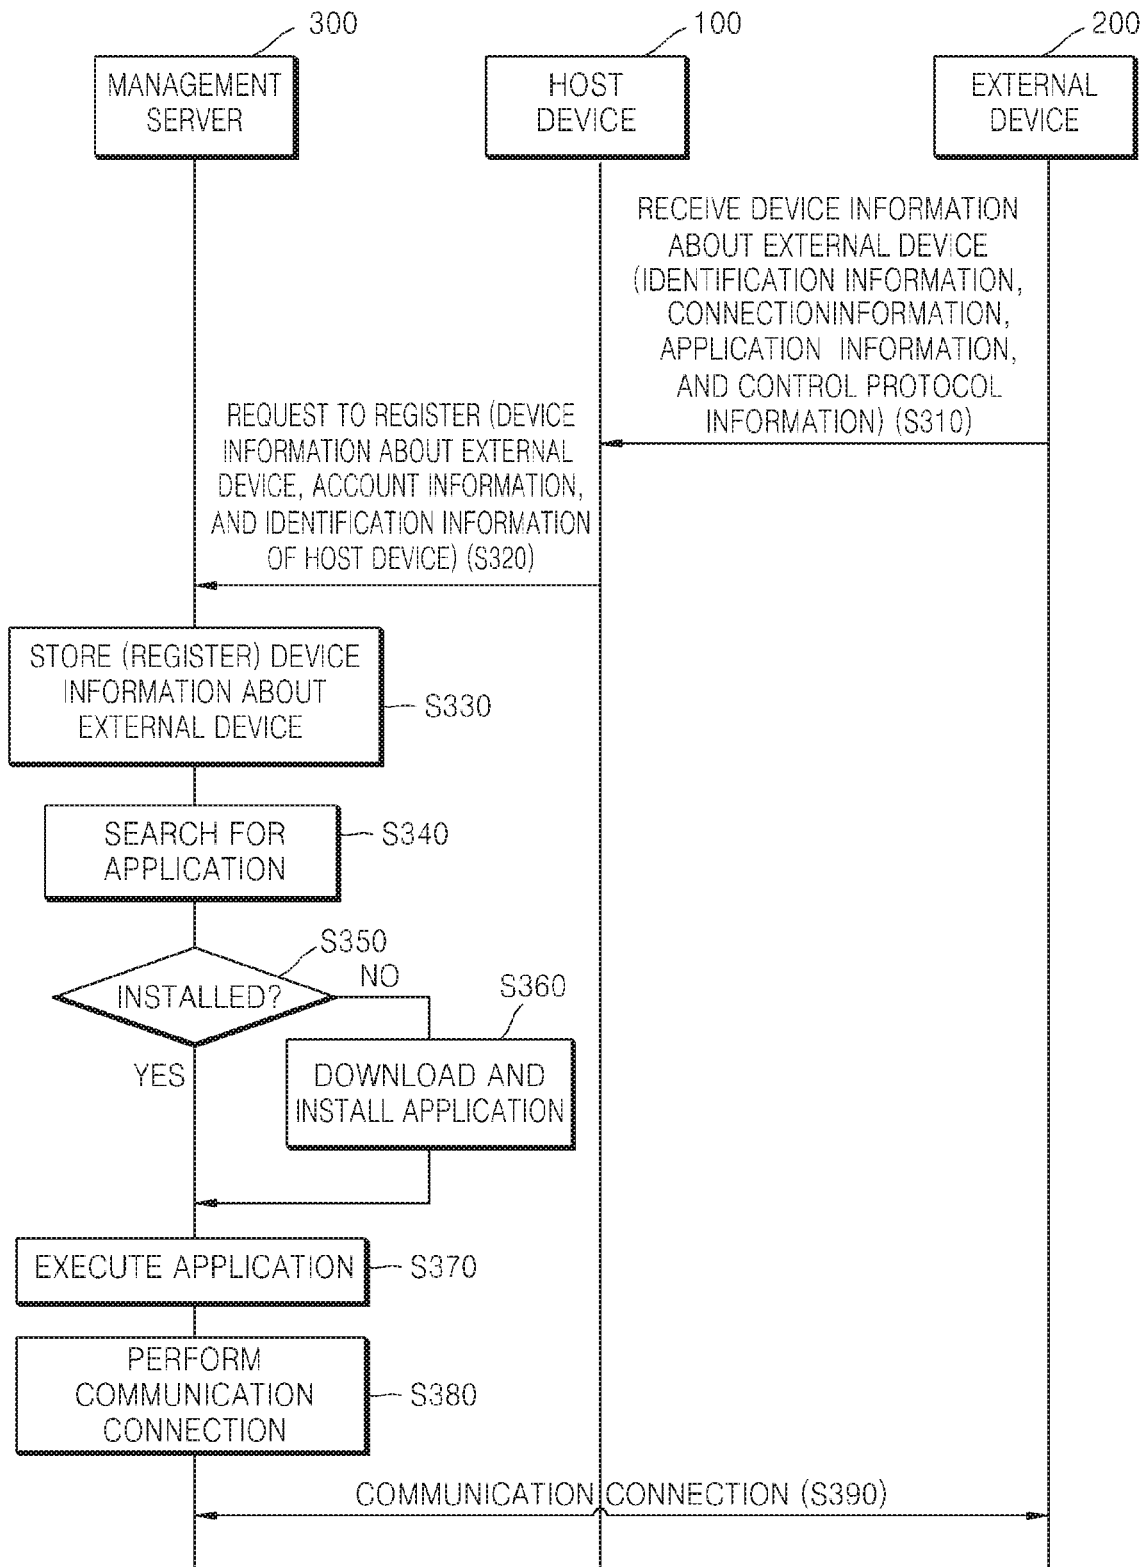 300
100
200
MANAGEMENT
SERVER
HOST
DEVICE
EXTERNAL
DEVICE
RECEIVE DEVICE INFORMATION
ABOUT EXTERNAL DEVICE
(IDENTIFICATION INFORMATION,
CONNECTIONINFORMATION,
APPLICATION INFORMATION,
AND CONTROL PROTOCOL
INFORMATION) (S310)
REQUEST TO REGISTER (DEVICE
INFORMATION ABOUT EXTERNAL
DEVICE, ACCOUNT INFORMATION,
AND IDENTIFICATION INFORMATION
OF HOST DEVICE) (S320)
STORE (REGISTER) DEVICE
INFORMATION ABOUT
EXTERNAL DEVICE
S330
SEARCH FOR
APPLICATION
S340
S350
INSTALLED?
NO
YES
S360
DOWNLOAD AND
INSTALL APPLICATION
EXECUTE APPLICATION
S370
PERFORM
COMMUNICATION
CONNECTION
S380
COMMUNICATION CONNECTION (S390)